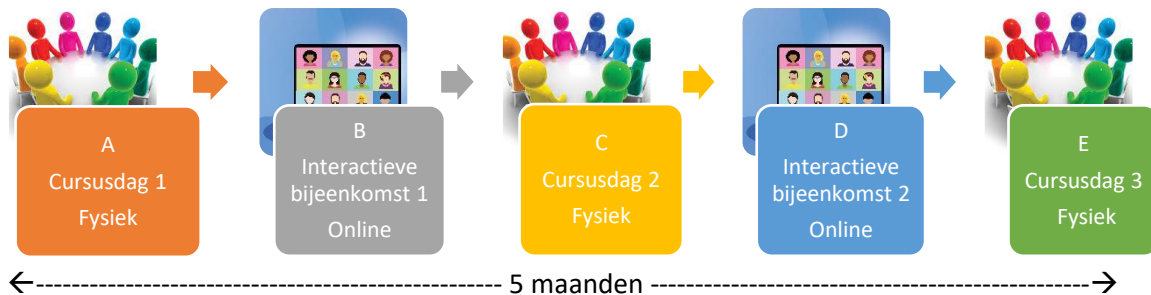 A
Cursusdag 1
Fysiek
B
Interactieve
bijeenkomst 1
Online
C
Cursusdag 2
Fysiek
D
Interactieve
bijeenkomst 2
Online
E
Cursusdag 3
Fysiek
←--------------------------------------------------- 5 maanden ---------------------------------------------→